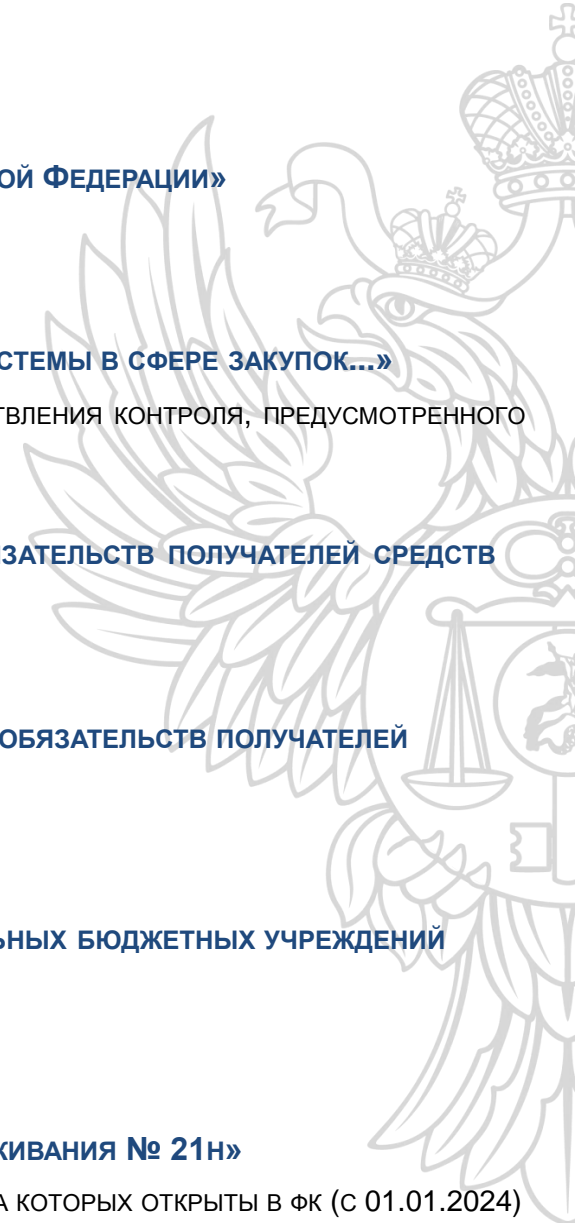 ОЙ ФЕДЕРАЦИИ»
СТЕМЫ В СФЕРЕ ЗАКУПОК...»
ТВЛЕНИЯ КОНТРОЛЯ, ПРЕДУСМОТРЕННОГО
ЗАТЕЛЬСТВ ПОЛУЧАТЕЛЕЙ СРЕДСТВ
ОБЯЗАТЕЛЬСТВ ПОЛУЧАТЕЛЕЙ
ЬНЫХ БЮДЖЕТНЫХ УЧРЕЖДЕНИЙ
ЖИВАНИЯ № 21Н»
А КОТОРЫХ ОТКРЫТЫ В ФК (С 01.01.2024)